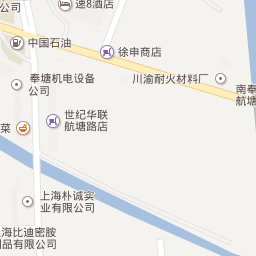 速8酒店
中国石油
徐申商店
奉塘机电设备
公司
川渝耐火材料厂
南奉
航塘
世纪华联
航塘路店
菜
上海朴诚实
业有限公司
上海比迪密胺
制品有限公司